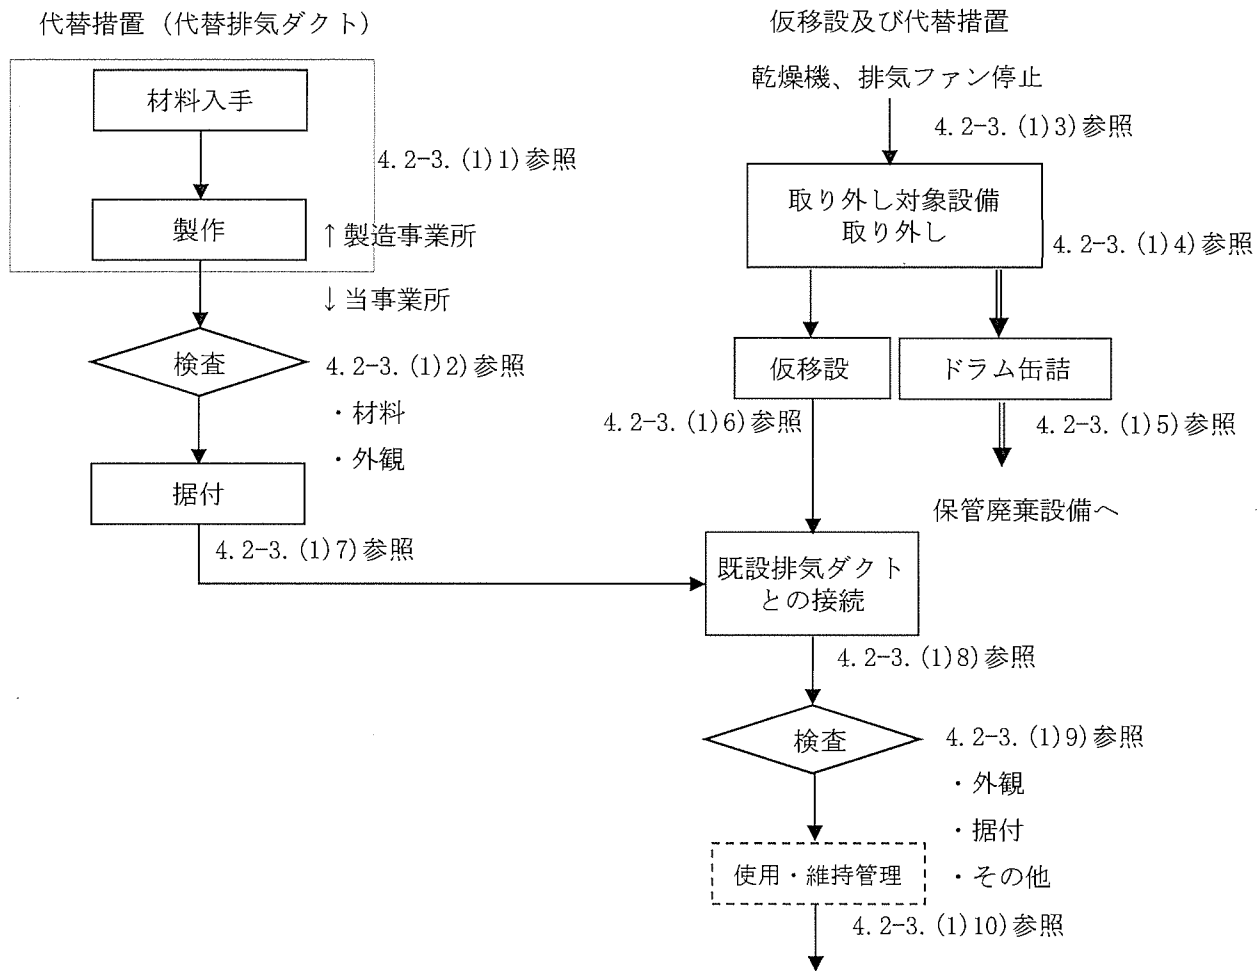 代替措置（代替排気ダクト）
材料入手
4.2-3.(1)1)参照
製作
↑製造事業所
↓当事業所
検査
4.2-3.(1)2)参照
・材料
・外観
据付
4.2-3.(1)7)参照
仮移設及び代替措置
乾燥機、排気ファン停止
4.2-3.(1)3)参照
取り外し対象設備
取り外し
4.2-3.(1)4)参照
仮移設
ドラム缶詰
4.2-3.(1)6)参照
4.2-3.(1)5)参照
保管廃棄設備へ
既設排気ダクト
との接続
4.2-3.(1)8)参照
検査
4.2-3.(1)9)参照
・外観
・据付
・その他
使用・維持管理
4.2-3.(1)10)参照